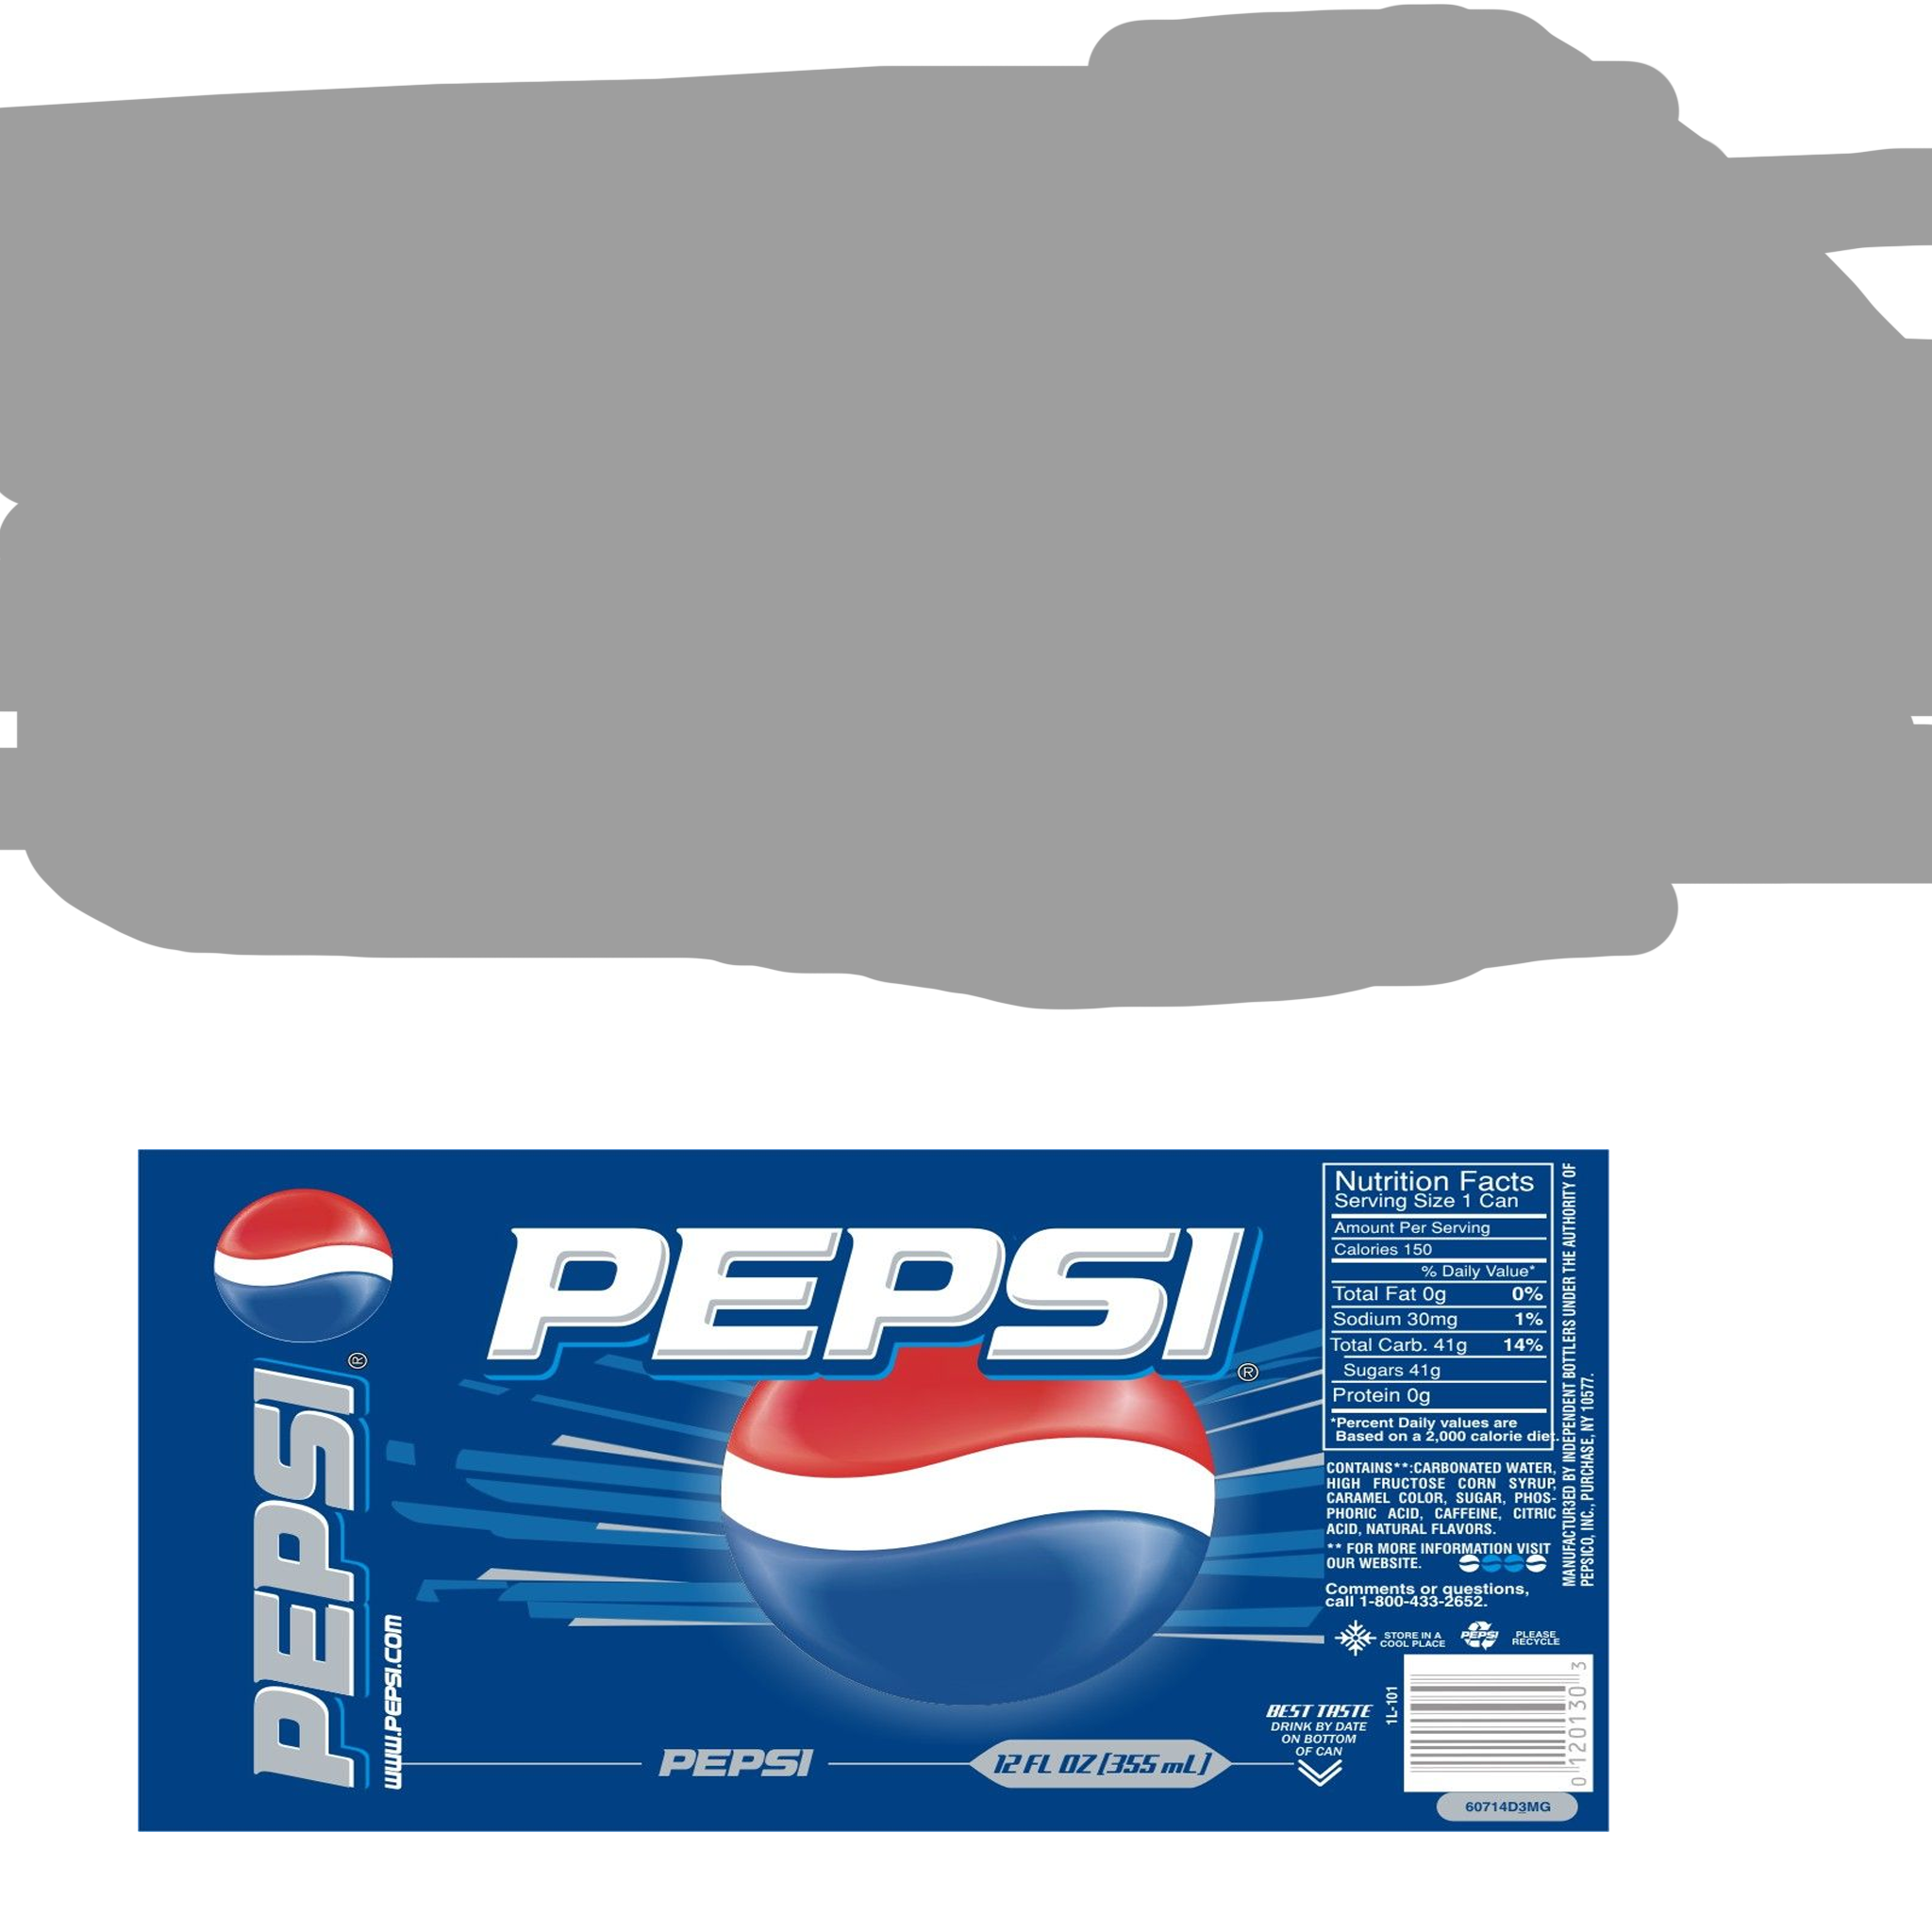 PEPSI
®
www.PEPSI.COM
PEPSI
®
PEPSI
12 FL OZ [355 mL]
BEST TASTE
DRINK BY DATE
ON BOTTOM
OF CAN
Nutrition Facts
Serving Size 1 Can
Amount Per Serving
Calories 150
% Daily Value*
Total Fat 0g 0%
Sodium 30mg 1%
Total Carb. 41g 14%
Sugars 41g
Protein 0g
*Percent Daily values are
Based on a 2,000 calorie diet.
CONTAINS**:CARBONATED WATER,
HIGH FRUCTOSE CORN SYRUP,
CARAMEL COLOR, SUGAR, PHOS-
PHORIC ACID, CAFFEINE, CITRIC
ACID, NATURAL FLAVORS.
** FOR MORE INFORMATION VISIT
OUR WEBSITE.
Comments or questions,
call 1-800-433-2652.
STORE IN A
COOL PLACE
PEPSI
PLEASE
RECYCLE
1L-101
0 120130 3
60714D3MG
MANUFACTUR3ED BY INDEPENDENT BOTTLERS UNDER THE AUTHORITY OF
PEPSICO, INC., PURCHASE, NY 10577.